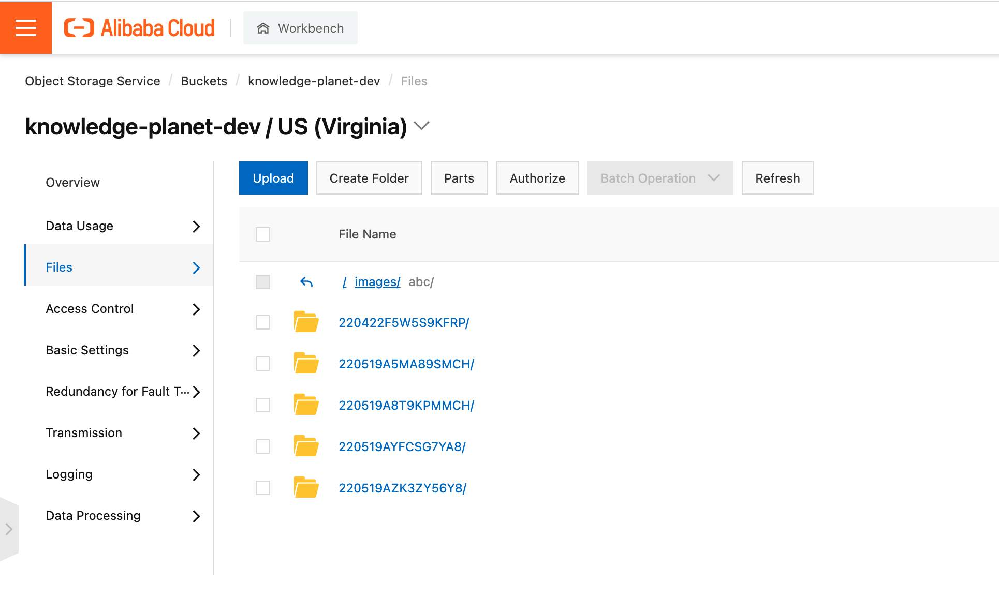 Alibaba Cloud Workbench
Object Storage Service / Buckets / knowledge-planet-dev / Files
knowledge-planet-dev / US (Virginia)
Overview
Data Usage
Files
Access Control
Basic Settings
Redundancy for Fault T...
Transmission
Logging
Data Processing
Upload Create Folder Parts Authorize Batch Operation Refresh
File Name
/ images/ abc/
220422F5W5S9KFRP/
220519A5MA89SMCH/
220519A8T9KPMMCH/
220519AYFCSG7YA8/
220519AZK3ZY56Y8/